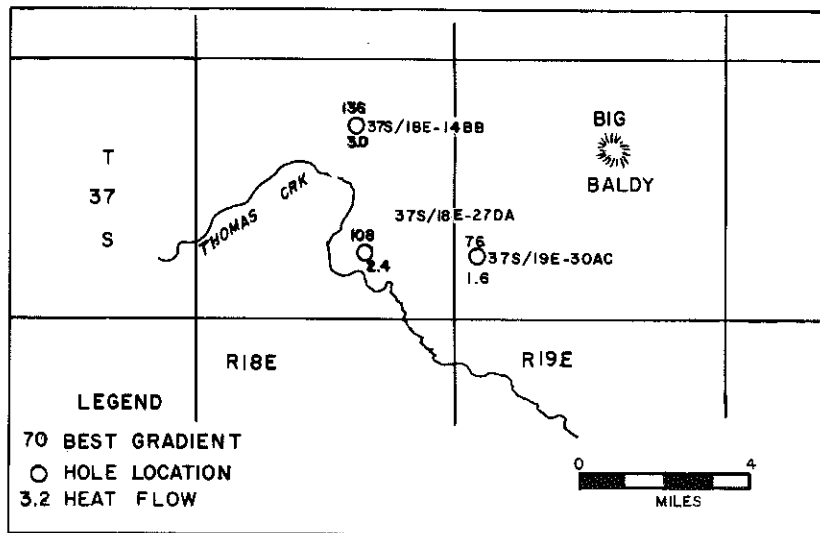 136
37S/18E-14BB
3.0
BIG
BALDY
T
37
S
THOMAS CRK
37S/18E-27DA
108
2.4
76
37S/19E-30AC
1.6
R18E
R19E
LEGEND
70 BEST GRADIENT
HOLE LOCATION
3.2 HEAT FLOW
0 4
MILES